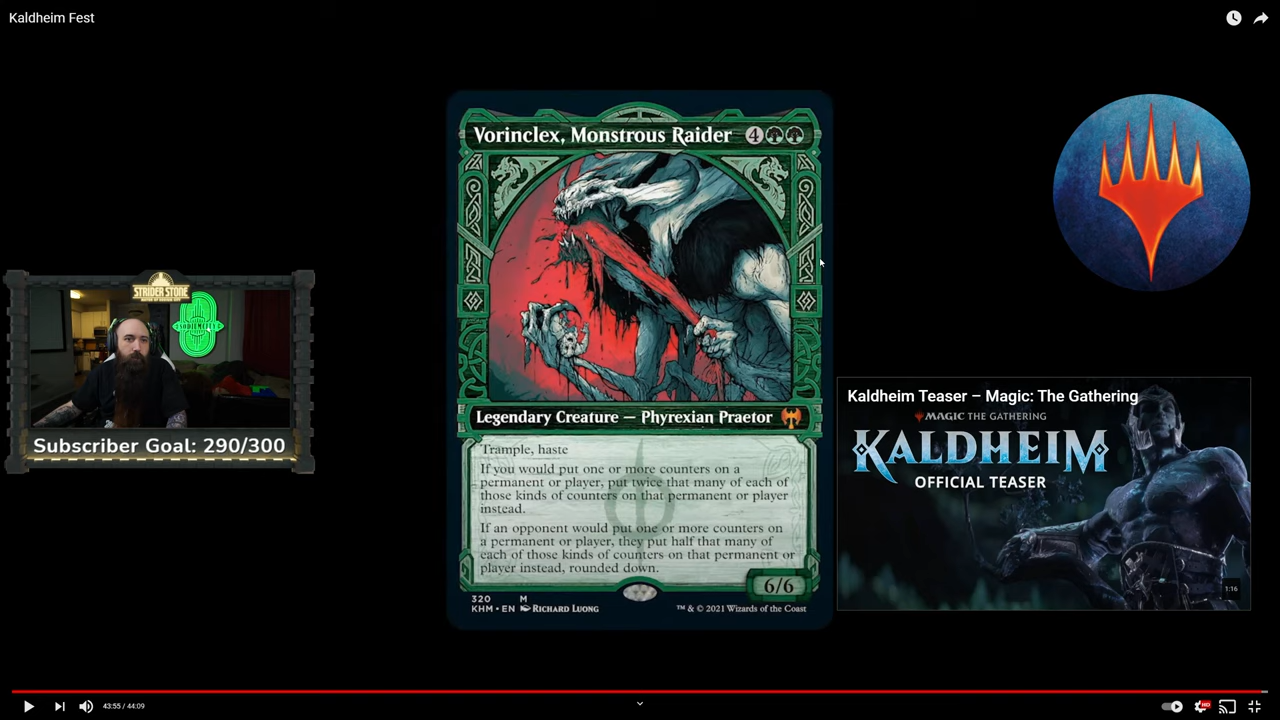 Kaldheim Fest
Vorinclex, Monstrous Raider 4
Legendary Creature — Phyrexian Praetor
Trample, haste
If you would put one or more counters on a
permanent or player, put twice that many of each of
those kinds of counters on that permanent or player
instead.
If an opponent would put one or more counters on
a permanent or player, they put half that many of
each of those kinds of counters on that permanent or
player instead, rounded down.
6/6
320 M
KHM • EN RICHARD LUONG
™ & © 2021 Wizards of the Coast
STRIDER STONE
Subscriber Goal: 290/300
Kaldheim Teaser – Magic: The Gathering
MAGIC THE GATHERING
KALDHEIM
OFFICIAL TEASER
1:16
43:55 / 44:09
HD